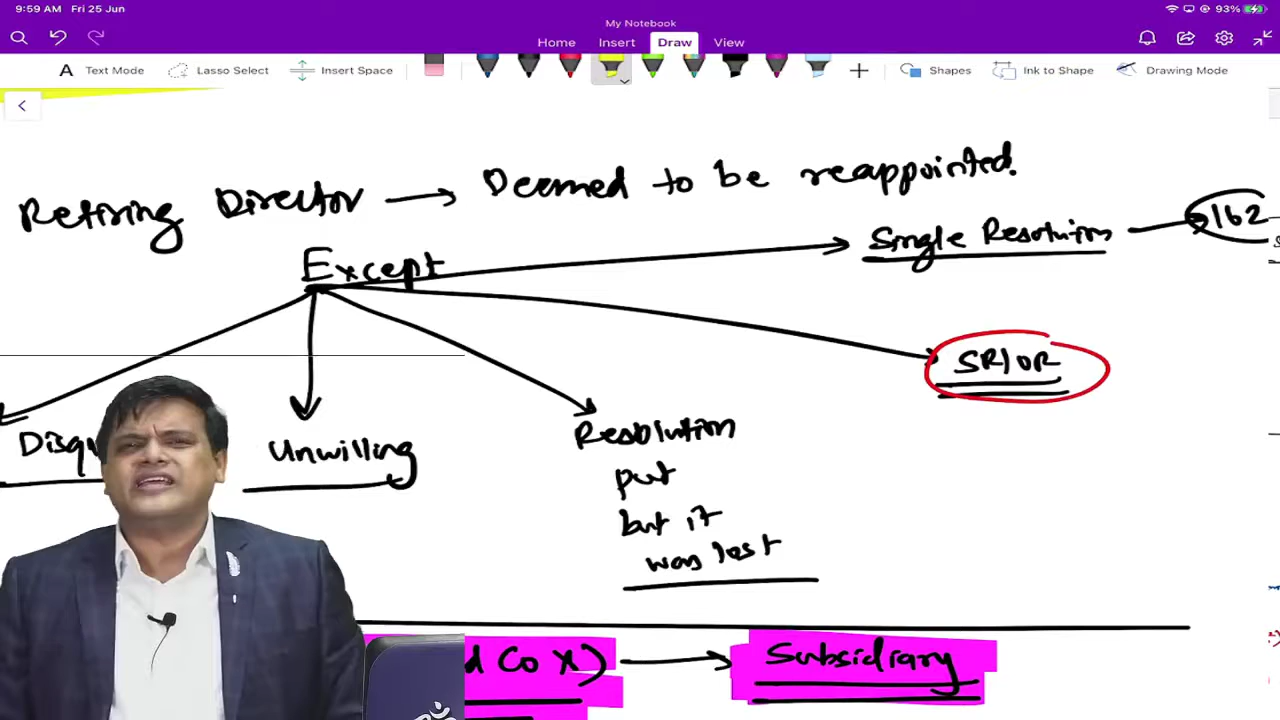 9:59 AM Fri 25 Jun
93%
My Notebook
Home Insert Draw View
Text Mode Lasso Select Insert Space Shapes Ink to Shape Drawing Mode
Retiring Director → Deemed to be reappointed.
Single Resolution
162
Except
SR/OR
Unwilling
Resolution
put
but it
was lost
Co X) → Subsidiary